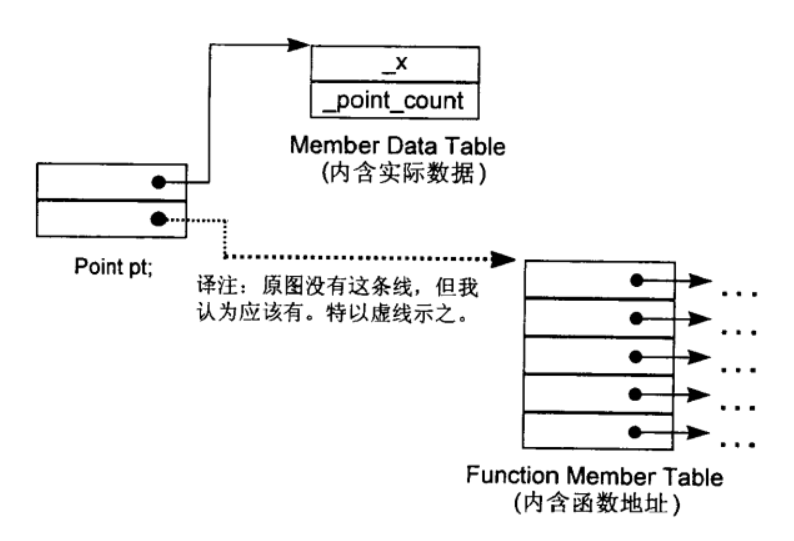 _x
_point_count
Member Data Table
(内含实际数据)
Point pt;
译注：原图没有这条线，但我
认为应该有。特以虚线示之。
...
...
...
...
...
Function Member Table
(内含函数地址)